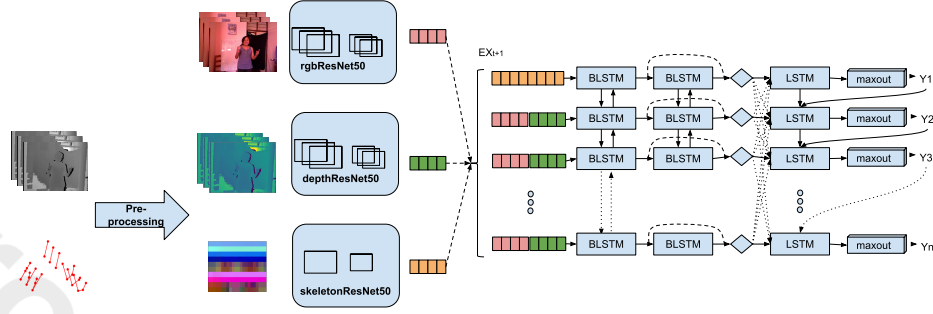 rgbResNet50
depthResNet50
skeletonResNet50
Pre-
processing
EXt+1
BLSTM BLSTM LSTM maxout Y1
BLSTM BLSTM LSTM maxout Y2
BLSTM BLSTM LSTM maxout Y3
BLSTM BLSTM LSTM maxout Yn